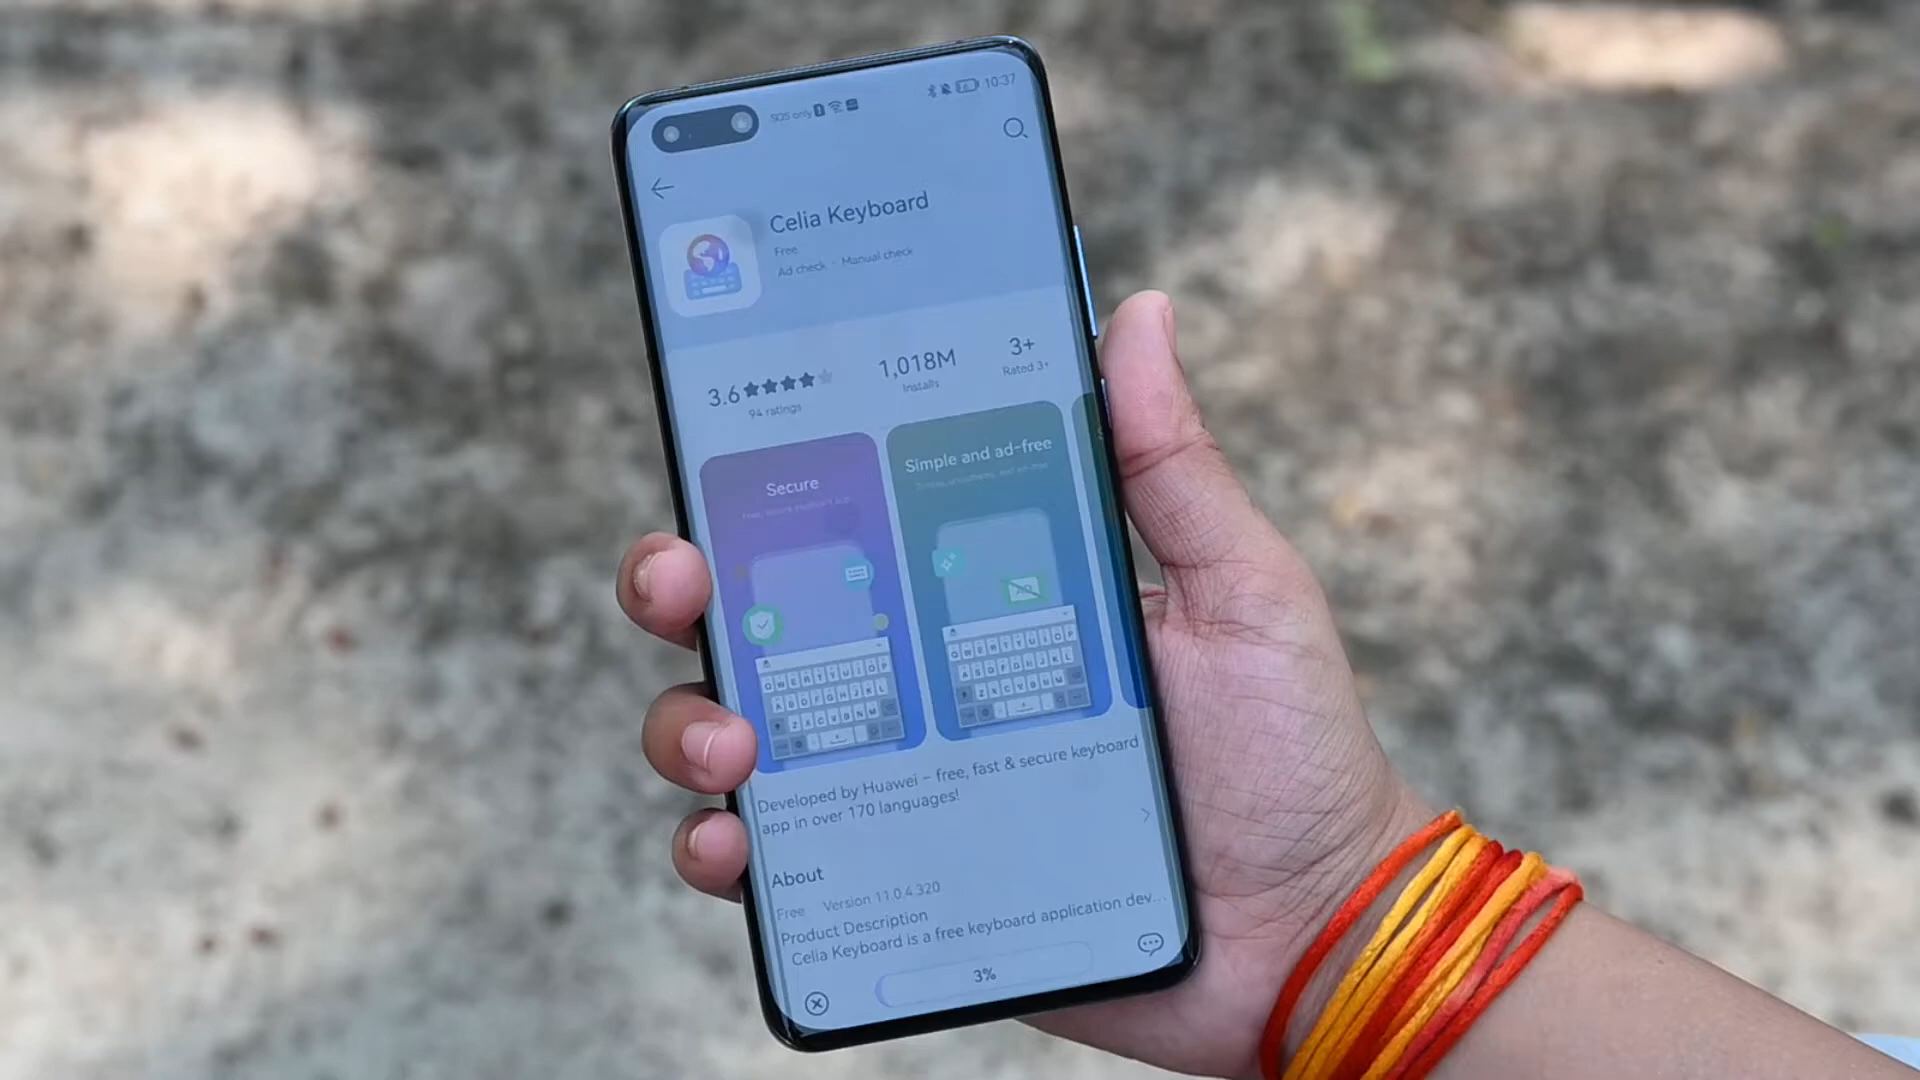 SOS only
10:37
Celia Keyboard
Free
Ad check · Manual check
3.6
94 ratings
1,018M
Installs
3+
Rated 3+
Secure
Simple and ad-free
AD
Developed by Huawei – free, fast & secure keyboard
app in over 170 languages!
About
Free Version 11.0.4.320
Product Description
Celia Keyboard is a free keyboard application dev...
3%